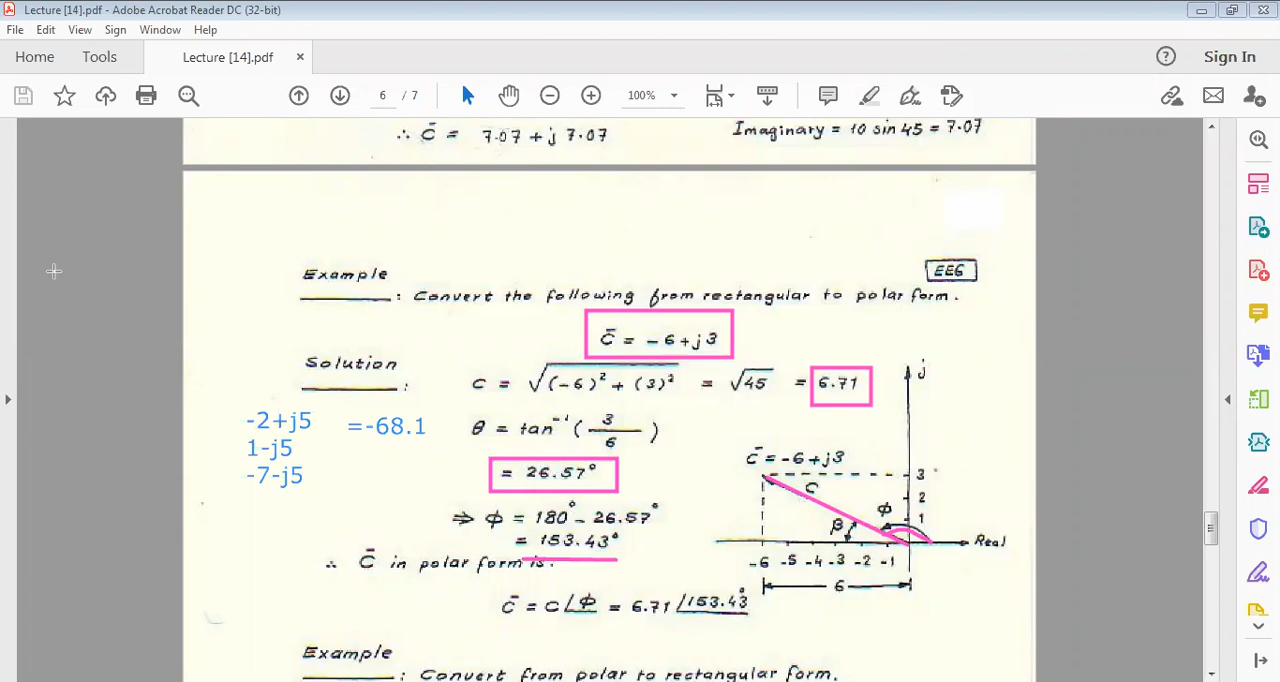 Lecture [14].pdf - Adobe Acrobat Reader DC (32-bit)
File Edit View Sign Window Help
Home Tools Lecture [14].pdf × Sign In
6 / 7 100%
∴ C̄ = 7.07 + j 7.07 Imaginary = 10 sin 45 = 7.07
EE6
Example
: Convert the following from rectangular to polar form.
C̄ = -6+j3
Solution
: C = √(-6)² + (3)² = √45 = 6.71
j
-2+j5 =-68.1
1-j5
-7-j5
θ = tan⁻¹ ( 3/6 )
= 26.57°
⇒ φ = 180° - 26.57°
= 153.43°
C̄ = -6+j3
C
3
2
1
φ
β
Real
-6 -5 -4 -3 -2 -1
6
∴ C̄ in polar form is.
C̄ = C∠φ = 6.71 ∠153.43°
Example
: Convert from polar to rectangular form.